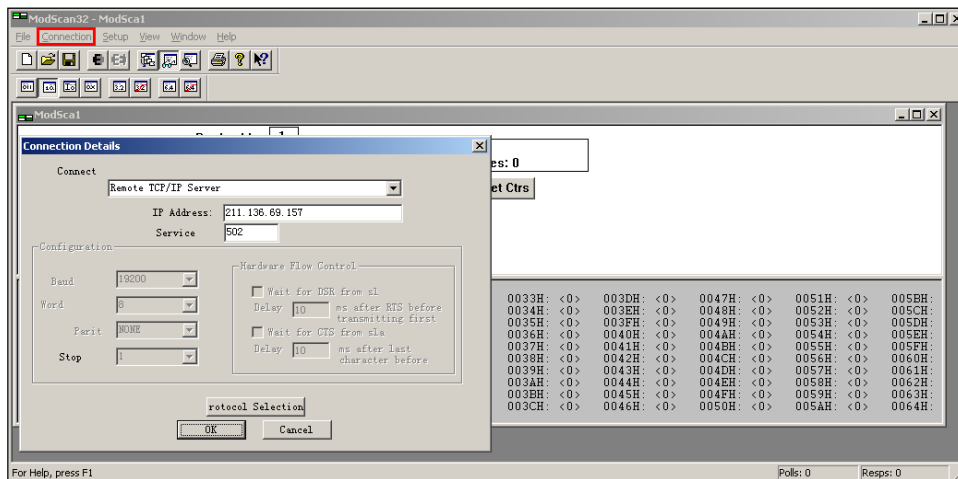 ModScan32 - ModSca1
File Connection Setup View Window Help
ModSca1
1
es: 0
et Ctrs
Connection Details
Connect
Remote TCP/IP Server
IP Address: 211.136.69.157
Service 502
Configuration
Baud 19200
Word 8
Parit NONE
Stop 1
Hardware Flow Control
Wait for DSR from sl
Delay 10 ms after RTS before
transmitting first
Wait for CTS from sla
Delay 10 ms after last
character before
rotocol Selection
OK Cancel
0033H: <0> 003DH: <0> 0047H: <0> 0051H: <0> 005BH:
0034H: <0> 003EH: <0> 0048H: <0> 0052H: <0> 005CH:
0035H: <0> 003FH: <0> 0049H: <0> 0053H: <0> 005DH:
0036H: <0> 0040H: <0> 004AH: <0> 0054H: <0> 005EH:
0037H: <0> 0041H: <0> 004BH: <0> 0055H: <0> 005FH:
0038H: <0> 0042H: <0> 004CH: <0> 0056H: <0> 0060H:
0039H: <0> 0043H: <0> 004DH: <0> 0057H: <0> 0061H:
003AH: <0> 0044H: <0> 004EH: <0> 0058H: <0> 0062H:
003BH: <0> 0045H: <0> 004FH: <0> 0059H: <0> 0063H:
003CH: <0> 0046H: <0> 0050H: <0> 005AH: <0> 0064H:
For Help, press F1
Polls: 0 Resps: 0